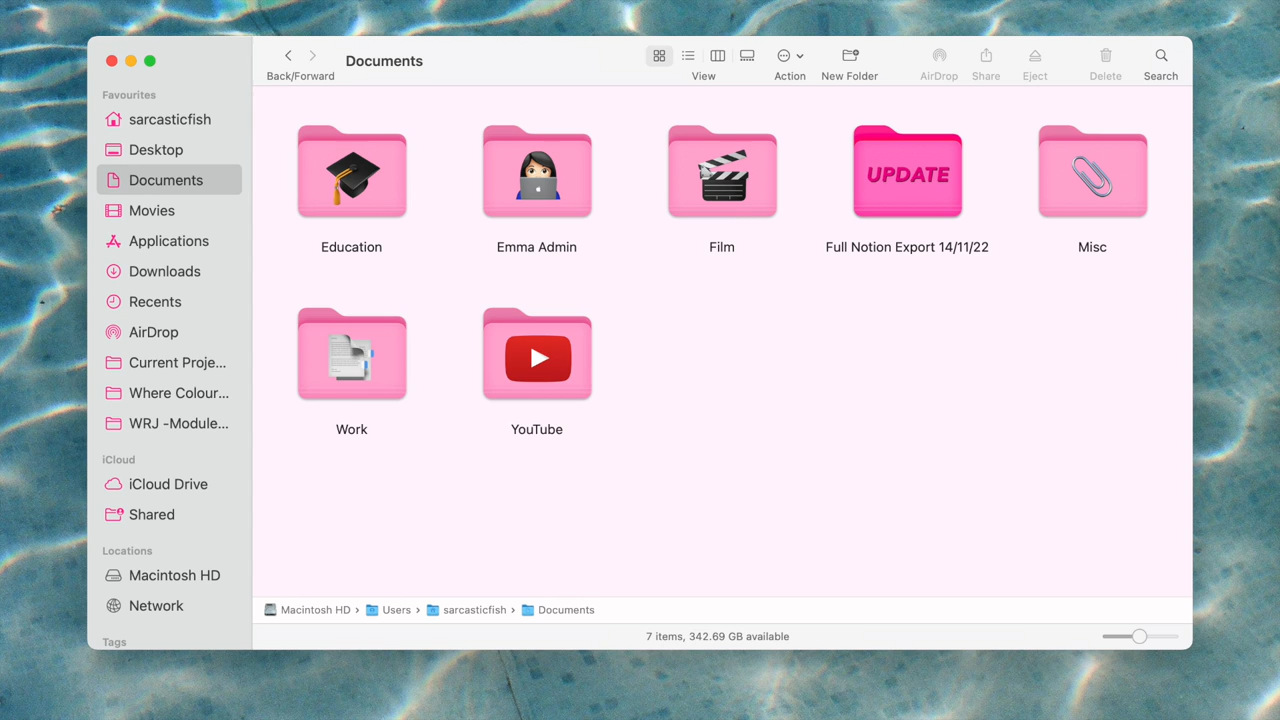 Back/Forward
Documents
View
Action
New Folder
AirDrop
Share
Eject
Delete
Search
Favourites
sarcasticfish
Desktop
Documents
Movies
Applications
Downloads
Recents
AirDrop
Current Proje...
Where Colour...
WRJ -Module...
iCloud
iCloud Drive
Shared
Locations
Macintosh HD
Network
Tags
UPDATE
Education
Emma Admin
Film
Full Notion Export 14/11/22
Misc
Work
YouTube
Macintosh HD › Users › sarcasticfish › Documents
7 items, 342.69 GB available